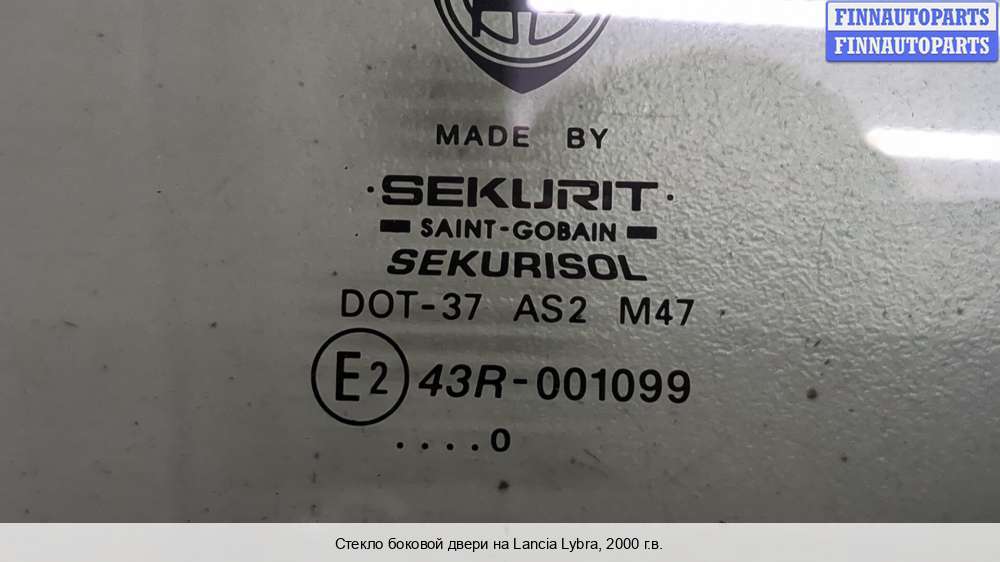 FINNAUTOPARTS
FINNAUTOPARTS
MADE BY
·SEKURIT·
SAINT-GOBAIN
SEKURISOL
DOT-37 AS2 M47
E2 43R-001099
....0
Стекло боковой двери на Lancia Lybra, 2000 г.в.